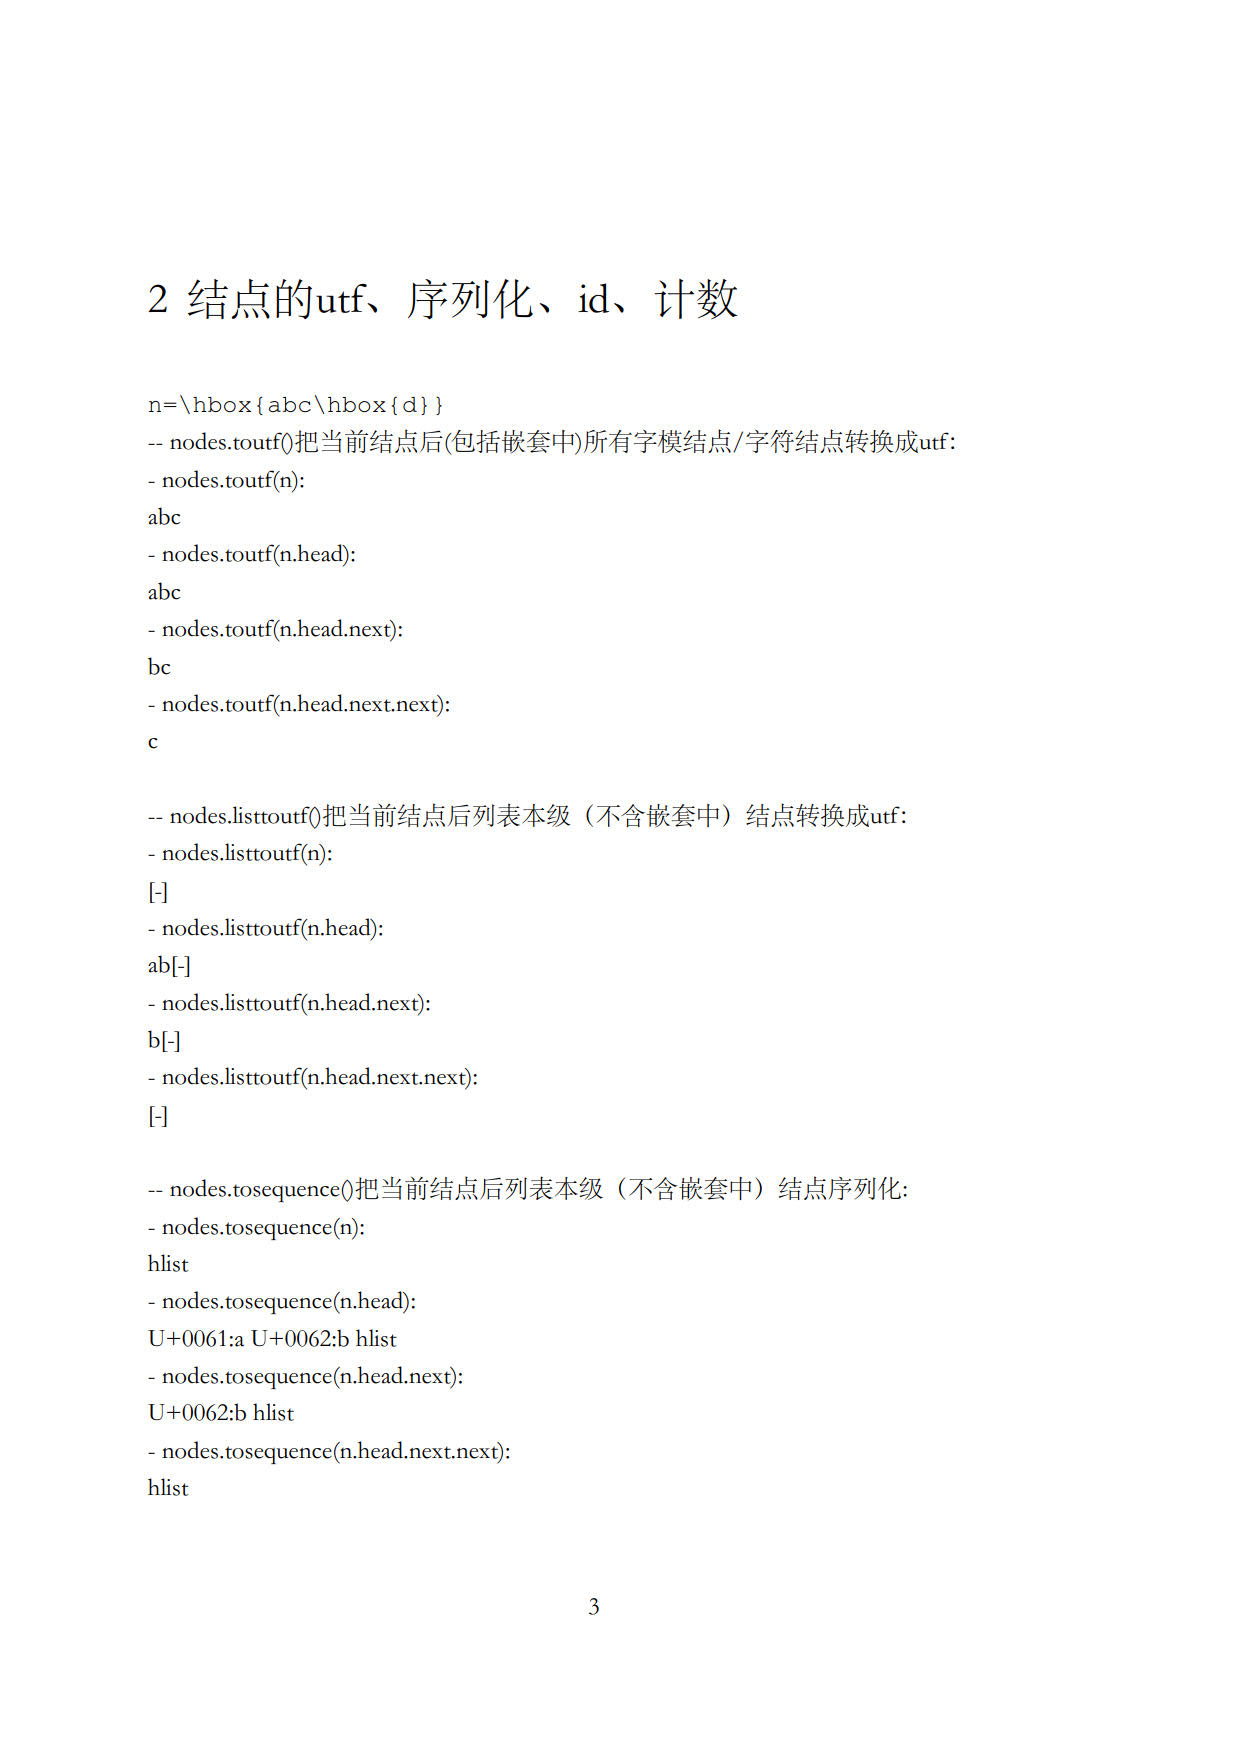 2 结点的utf、序列化、id、计数
n=\hbox{abc\hbox{d}}
-- nodes.toutf()把当前结点后(包括嵌套中)所有字模结点/字符结点转换成utf：
- nodes.toutf(n):
abc
- nodes.toutf(n.head):
abc
- nodes.toutf(n.head.next):
bc
- nodes.toutf(n.head.next.next):
c
-- nodes.listtoutf()把当前结点后列表本级（不含嵌套中）结点转换成utf：
- nodes.listtoutf(n):
[-]
- nodes.listtoutf(n.head):
ab[-]
- nodes.listtoutf(n.head.next):
b[-]
- nodes.listtoutf(n.head.next.next):
[-]
-- nodes.tosequence()把当前结点后列表本级（不含嵌套中）结点序列化:
- nodes.tosequence(n):
hlist
- nodes.tosequence(n.head):
U+0061:a U+0062:b hlist
- nodes.tosequence(n.head.next):
U+0062:b hlist
- nodes.tosequence(n.head.next.next):
hlist
3